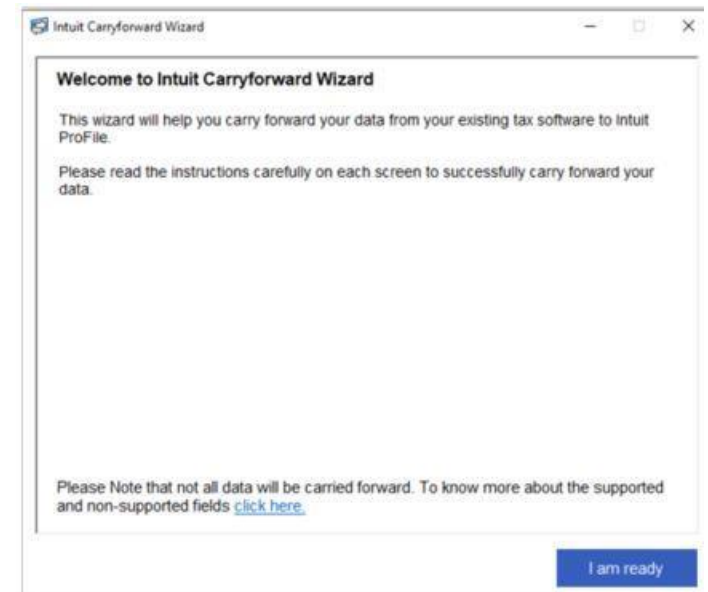 Intuit Carryforward Wizard
Welcome to Intuit Carryforward Wizard
This wizard will help you carry forward your data from your existing tax software to Intuit
ProFile.
Please read the instructions carefully on each screen to successfully carry forward your
data.
Please Note that not all data will be carried forward. To know more about the supported
and non-supported fields click here.
I am ready